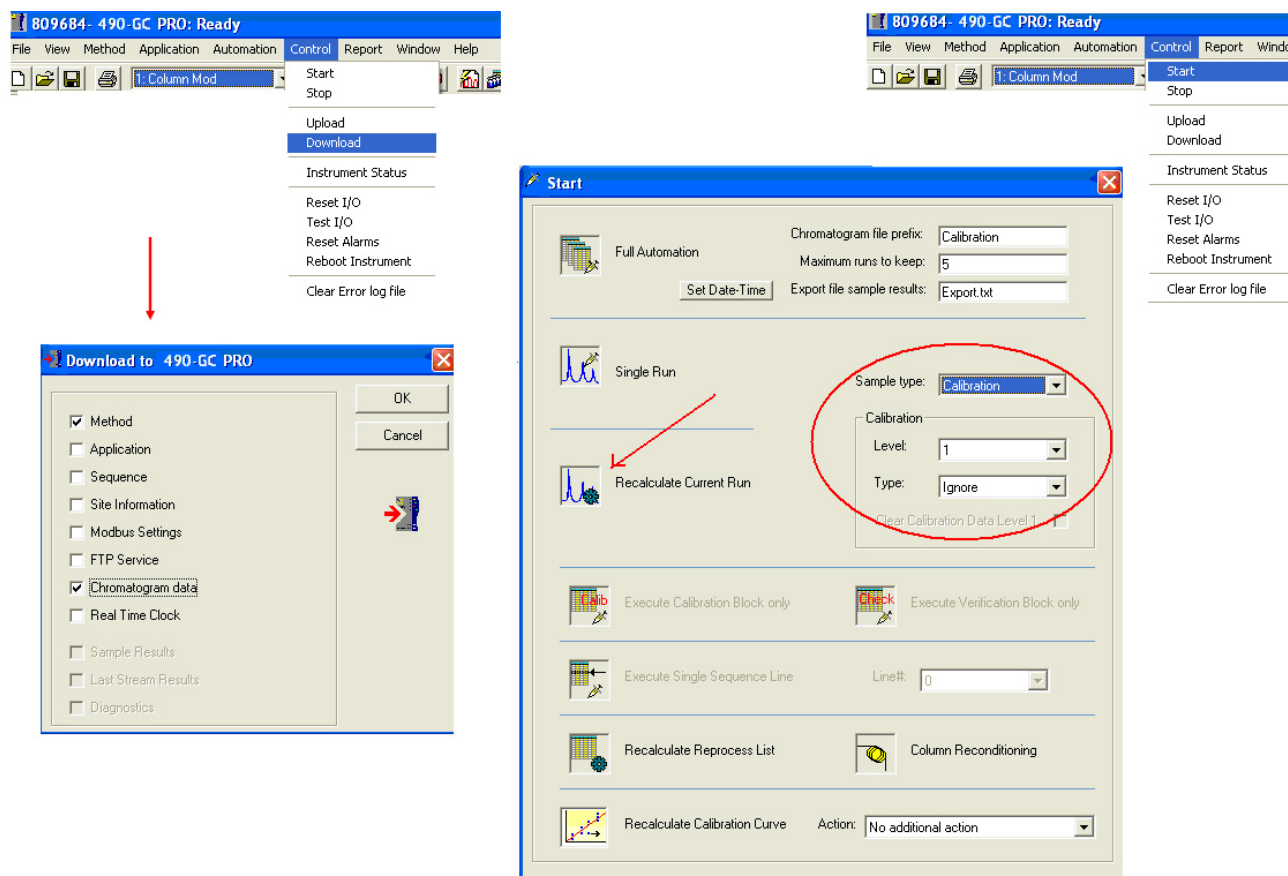 809684- 490-GC PRO: Ready
File View Method Application Automation Control Report Window Help
1: Column Mod
Start
Stop
Upload
Download
Instrument Status
Reset I/O
Test I/O
Reset Alarms
Reboot Instrument
Clear Error log file
Download to 490-GC PRO
Method
Application
Sequence
Site Information
Modbus Settings
FTP Service
Chromatogram data
Real Time Clock
Sample Results
Last Stream Results
Diagnostics
OK
Cancel
809684- 490-GC PRO: Ready
File View Method Application Automation Control Report
1: Column Mod
Start
Stop
Upload
Download
Instrument Status
Reset I/O
Test I/O
Reset Alarms
Reboot Instrument
Clear Error log file
Start
Full Automation
Set Date-Time
Chromatogram file prefix: Calibration
Maximum runs to keep: 5
Export file sample results: Export.txt
Single Run
Sample type: Calibration
Calibration
Level: 1
Type: Ignore
Clear Calibration Data Level 1
Recalculate Current Run
Calib
Execute Calibration Block only
Check
Execute Verification Block only
Execute Single Sequence Line
Line#: 0
Recalculate Reprocess List
Column Reconditioning
Recalculate Calibration Curve
Action: No additional action